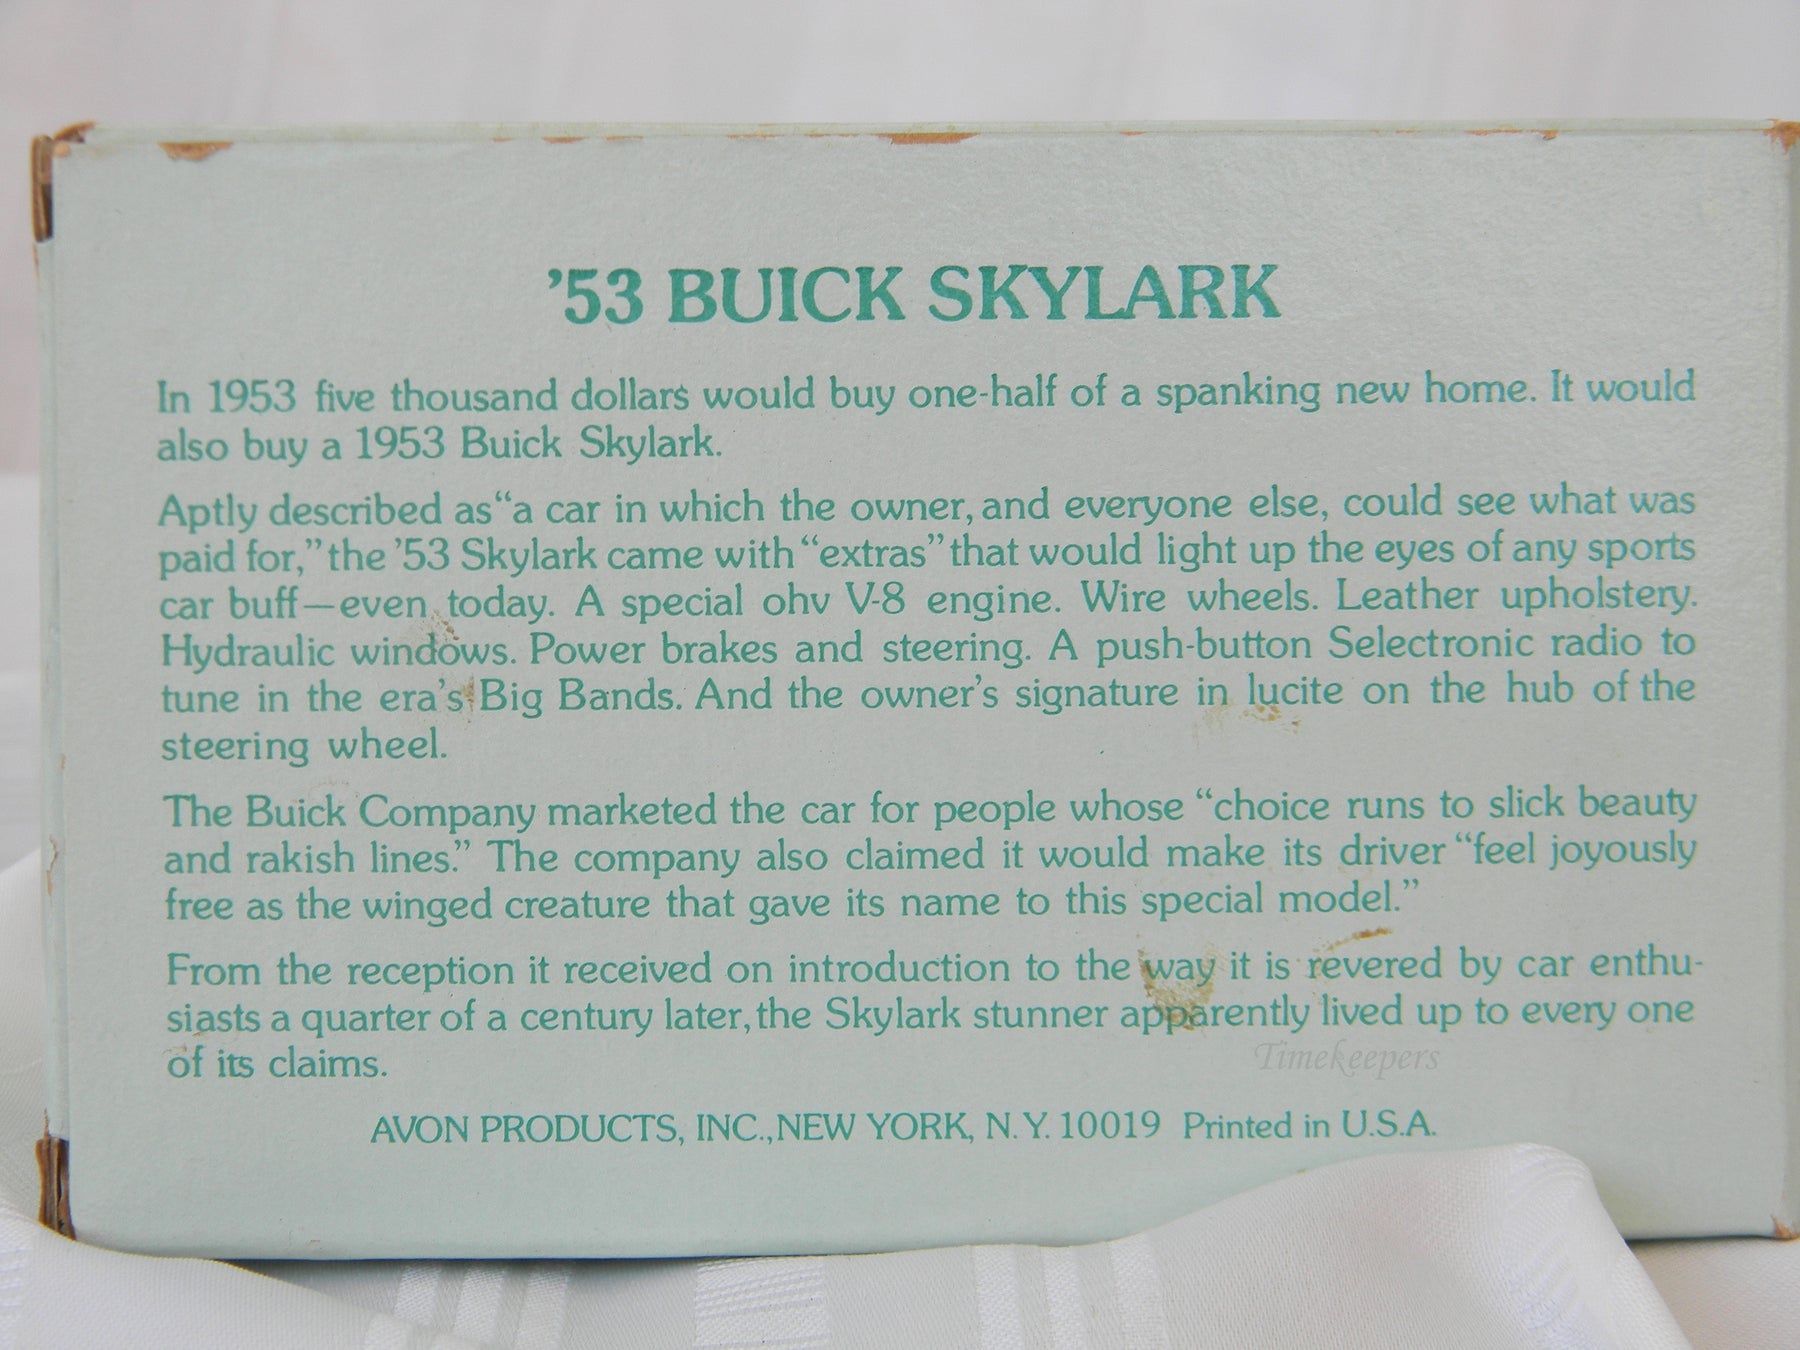 ’53 BUICK SKYLARK
In 1953 five thousand dollars would buy one-half of a spanking new home. It would
also buy a 1953 Buick Skylark.
Aptly described as “a car in which the owner, and everyone else, could see what was
paid for,” the ’53 Skylark came with “extras” that would light up the eyes of any sports
car buff—even today. A special ohv V-8 engine. Wire wheels. Leather upholstery.
Hydraulic windows. Power brakes and steering. A push-button Selectronic radio to
tune in the era’s Big Bands. And the owner’s signature in lucite on the hub of the
steering wheel.
The Buick Company marketed the car for people whose “choice runs to slick beauty
and rakish lines.” The company also claimed it would make its driver “feel joyously
free as the winged creature that gave its name to this special model.”
From the reception it received on introduction to the way it is revered by car enthu-
siasts a quarter of a century later, the Skylark stunner apparently lived up to every one
of its claims.
Timekeepers
AVON PRODUCTS, INC., NEW YORK, N.Y. 10019 Printed in U.S.A.